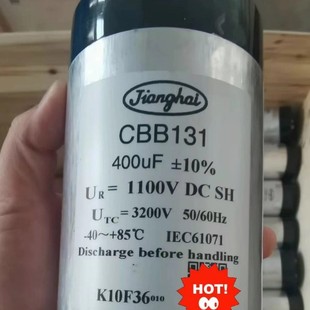 Jianghai
CBB131
400uF ±10%
UR = 1100V DC SH
UTC = 3200V 50/60Hz
-40~+85℃ IEC61071
Discharge before handling
K10F36010
HOT!